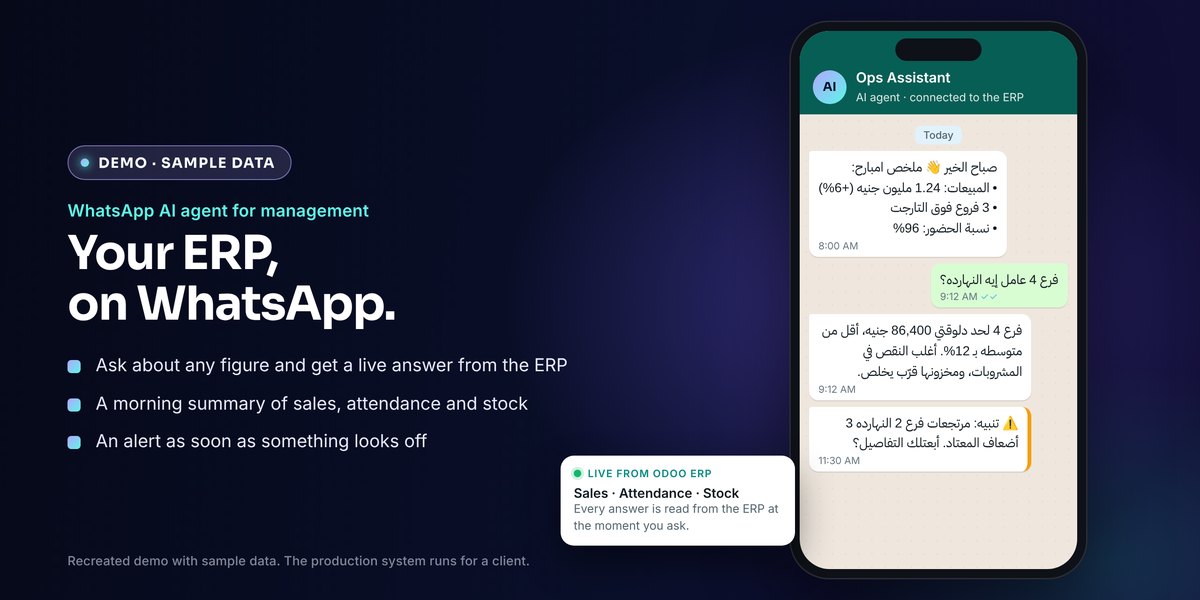 DEMO · SAMPLE DATA
WhatsApp AI agent for management
Your ERP,
on WhatsApp.
Ask about any figure and get a live answer from the ERP
A morning summary of sales, attendance and stock
An alert as soon as something looks off
Recreated demo with sample data. The production system runs for a client.
LIVE FROM ODOO ERP
Sales · Attendance · Stock
Every answer is read from the ERP at
the moment you ask.
AI
Ops Assistant
AI agent · connected to the ERP
Today
صباح الخير 👋 ملخص امبارح:
• المبيعات: 1.24 مليون جنيه (+6%)
• 3 فروع فوق التارجت
• نسبة الحضور: 96%
8:00 AM
فرع 4 عامل إيه النهارده؟
9:12 AM ✓✓
فرع 4 لحد دلوقتي 86,400 جنيه، أقل من
متوسطه بـ 12%. أغلب النقص في
المشروبات، ومخزونها قرّب يخلص.
9:12 AM
⚠️ تنبيه: مرتجعات فرع 2 النهارده 3
أضعاف المعتاد. أبعتلك التفاصيل؟
11:30 AM